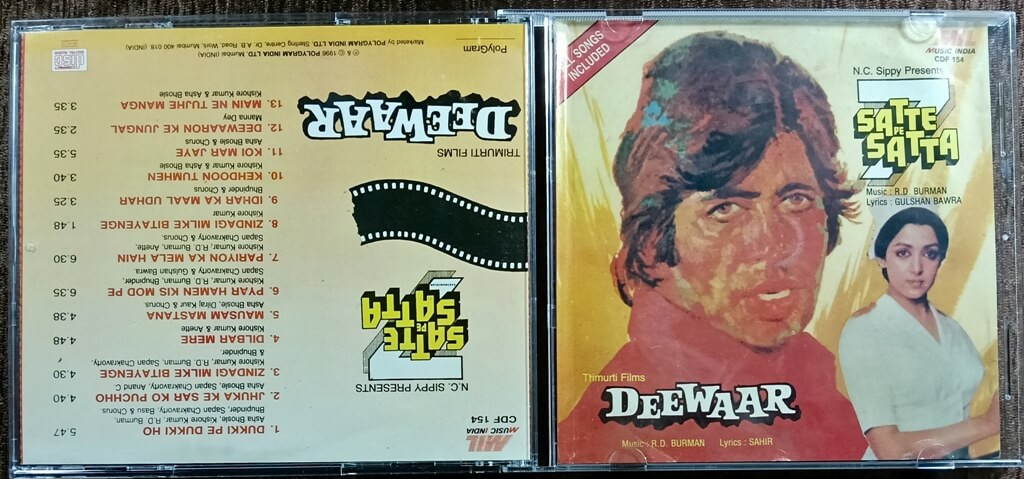 MIL
MUSIC INDIA
CDF 154
N.C. SIPPY PRESENTS
7
SATTE
PE
SATTA
TRIMURTI FILMS
DEEWAAR
1. DUKKI PE DUKKI HO 5.47
Asha Bhosle, Kishore Kumar R.D. Burman,
Bhupinder, Sapan Chakravorty, Basu & Chorus.
2. JHUKA KE SAR KO PUCHHO 4.40
Asha, Bhosle, Sapan Chakravorty, Anand C.
3. ZINDAGI MILKE BITAYENGE 4.30
Kishore Kumar, R.D. Burman, Sapan Chakravorty,
& Bhupinder.
4. DILBAR MERE 4.48
Kishore Kumar & Anette
5. MAUSAM MASTANA 4.38
Asha, Bhosle, Dilraj Kaur & Chorus.
6. PYAR HAMEN KIS MOD PE 6.35
Kishore Kumar, R.D. Burman, Bhupinder,
Sapan Chakravorty & Gulshan Bawra
7. PARIYON KA MELA HAIN 6.30
Kishore Kumar, R.D. Burman, Anette,
Sapan Chakravorty & Chorus.
8. ZINDAGI MILKE BITAYENGE 1.48
Kishore Kumar
9. IDHAR KA MAAL UDHAR 3.25
Bhupinder & Chorus
10. KEHDOON TUMHEN 3.40
Kishore Kumar & Asha Bhosle
11. KOI MAR JAYE 5.35
Asha Bhosle & Chorus
12. DEEWAARON KE JUNGAL 2.35
Manna Dey
13. MAIN NE TUJHE MANGA 3.35
Kishore Kumar & Asha Bhosle
PolyGram
℗ & © 1996 POLYGRAM INDIA LTD. Mumbai (INDIA)
Marketed by POLYGRAM INDIA LTD. Sterling Centre, Dr. A.B. Road, Worli, Mumbai 400 018. (INDIA)
disc
ALL SONGS
INCLUDED
MIL
MUSIC INDIA
CDF 154
N.C. Sippy Presents
7
SATTE
PE
SATTA
Music : R.D. BURMAN
Lyrics : GULSHAN BAWRA
Trimurti Films
DEEWAAR
Music : R.D. BURMAN Lyrics : SAHIR